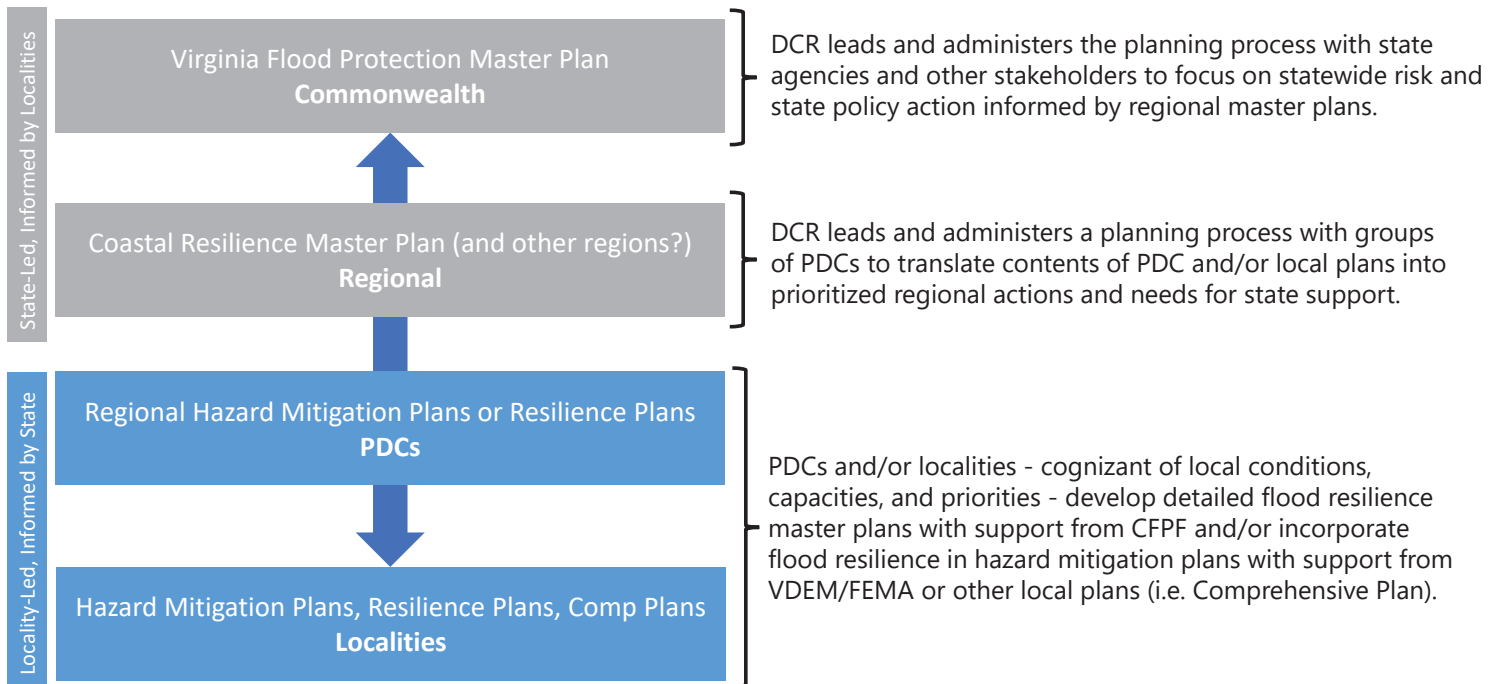 State-Led, Informed by Localities
Virginia Flood Protection Master Plan
Commonwealth
DCR leads and administers the planning process with state
agencies and other stakeholders to focus on statewide risk and
state policy action informed by regional master plans.
Coastal Resilience Master Plan (and other regions?)
Regional
DCR leads and administers a planning process with groups
of PDCs to translate contents of PDC and/or local plans into
prioritized regional actions and needs for state support.
Locality-Led, Informed by State
Regional Hazard Mitigation Plans or Resilience Plans
PDCs
Hazard Mitigation Plans, Resilience Plans, Comp Plans
Localities
PDCs and/or localities - cognizant of local conditions,
capacities, and priorities - develop detailed flood resilience
master plans with support from CFPF and/or incorporate
flood resilience in hazard mitigation plans with support from
VDEM/FEMA or other local plans (i.e. Comprehensive Plan).